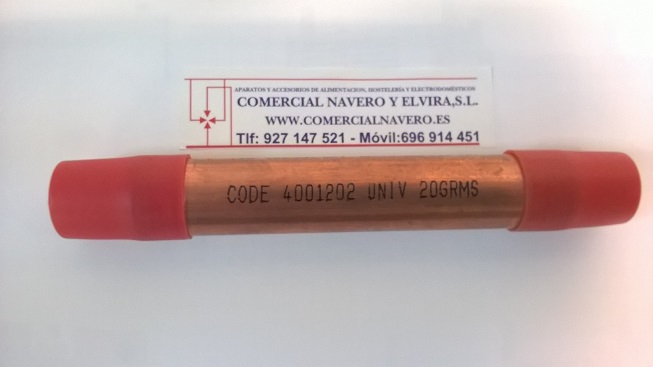 APARATOS Y ACCESORIOS DE ALIMENTACION, HOSTELERÍA Y ELECTRODOMÉSTICOS
COMERCIAL NAVERO Y ELVIRA,S.L.
WWW.COMERCIALNAVERO.ES
Tlf: 927 147 521 - Móvil:696 914 451
CODE 4001202 UNIV 20GRMS